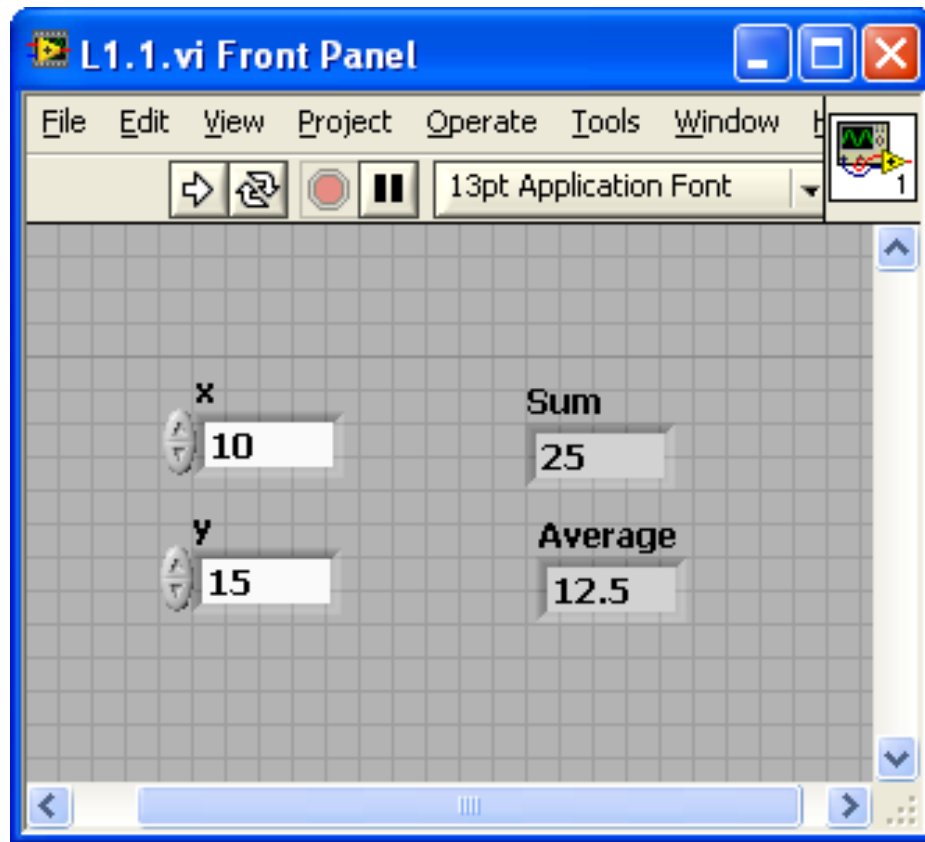 L1.1.vi Front Panel
File Edit View Project Operate Tools Window
13pt Application Font
1
x
10
Sum
25
y
15
Average
12.5